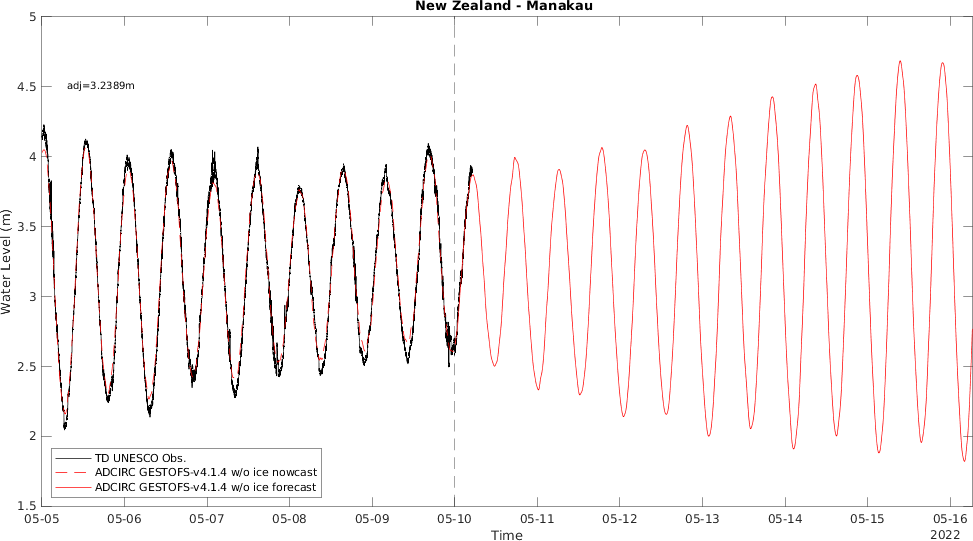 New Zealand - Manakau
5
4.5
adj=3.2389m
4
3.5
3
2.5
2
1.5
Water Level (m)
TD UNESCO Obs.
ADCIRC GESTOFS-v4.1.4 w/o ice nowcast
ADCIRC GESTOFS-v4.1.4 w/o ice forecast
05-05 05-06 05-07 05-08 05-09 05-10 05-11 05-12 05-13 05-14 05-15 05-16
Time
2022